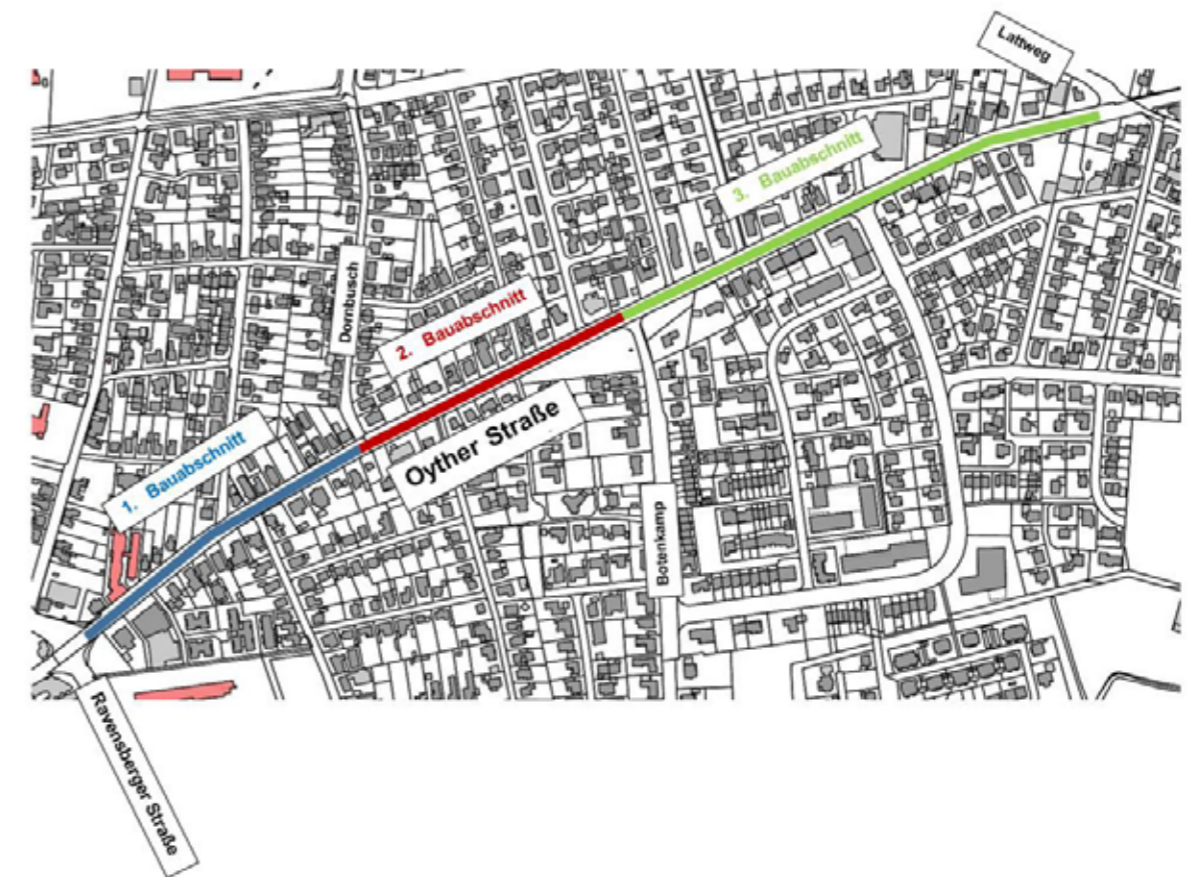 Lattweg
3. Bauabschnitt
Dornbusch
2. Bauabschnitt
Oyther Straße
1. Bauabschnitt
Botenkamp
Ravensberger Straße